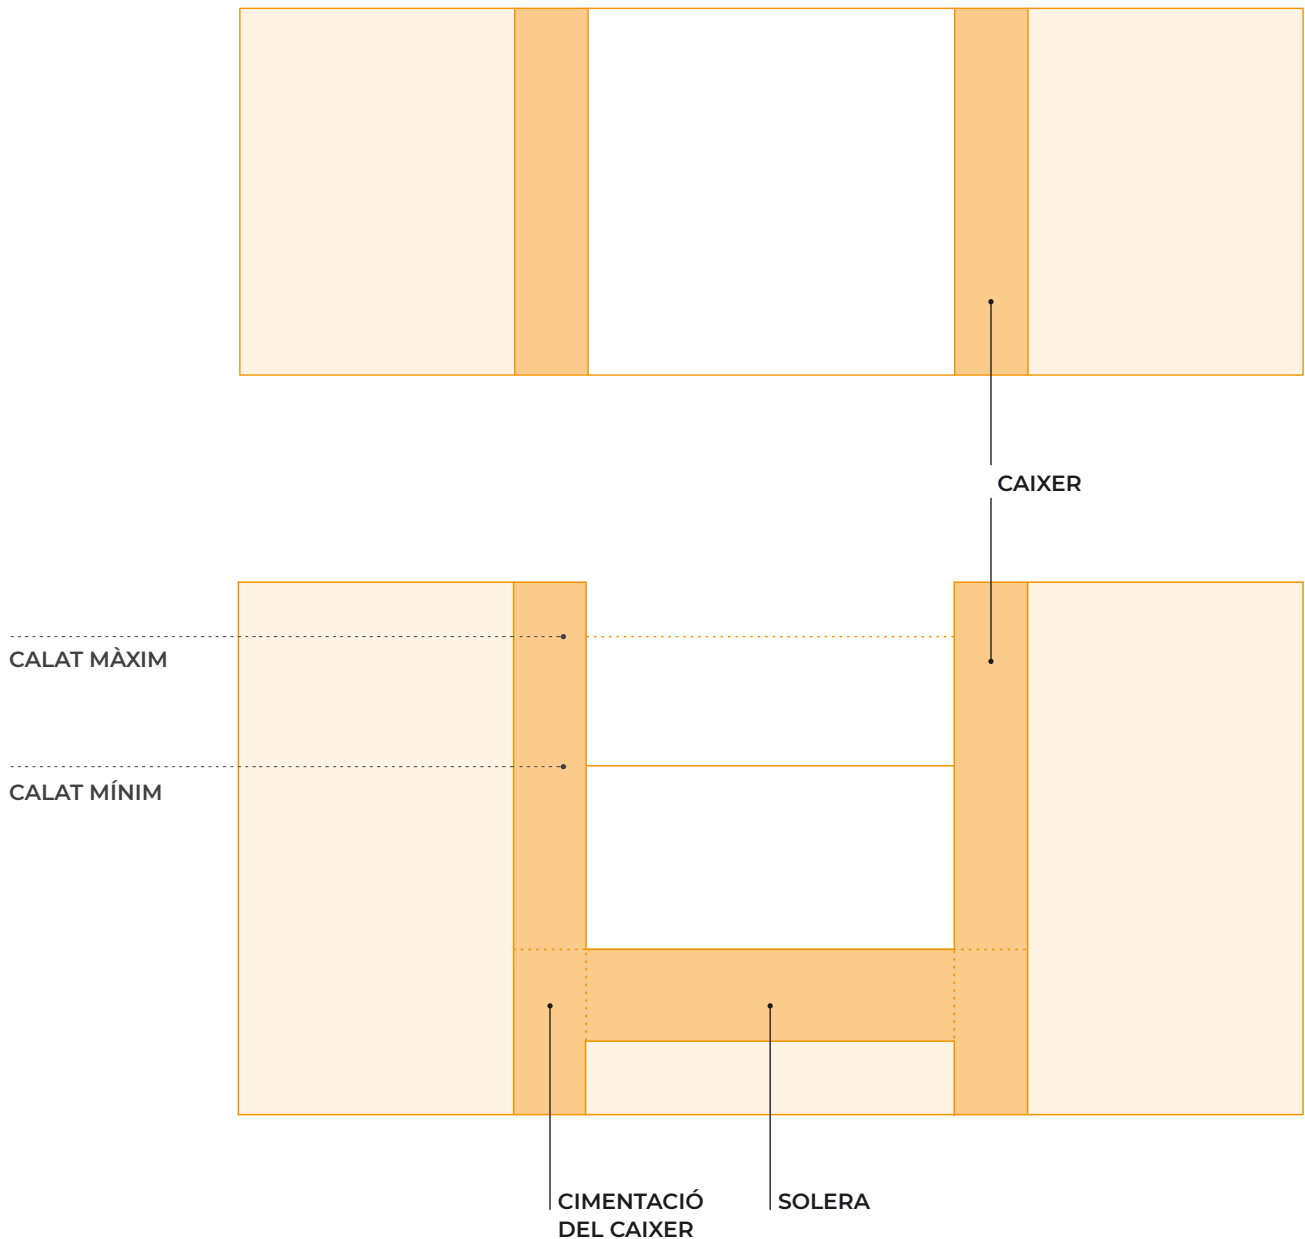 CAIXER
CALAT MÀXIM
CALAT MÍNIM
CIMENTACIÓ
DEL CAIXER
SOLERA